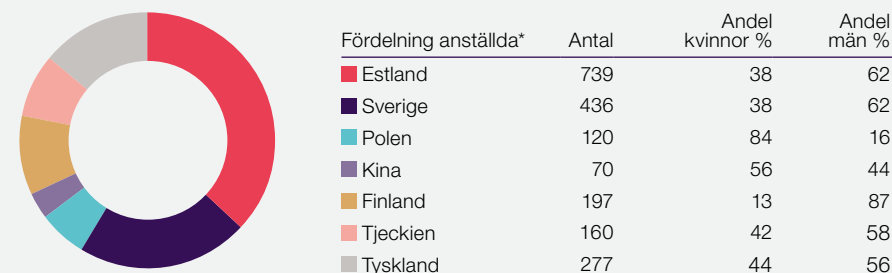 Fördelning anställda* Antal Andel kvinnor % Andel män %
Estland 739 38 62
Sverige 436 38 62
Polen 120 84 16
Kina 70 56 44
Finland 197 13 87
Tjeckien 160 42 58
Tyskland 277 44 56